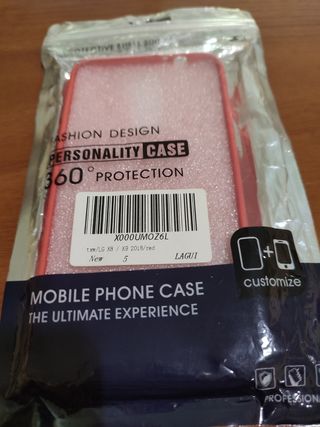 FASHION DESIGN
PERSONALITY CASE
360° PROTECTION
X000UMOZ6L
New 5 LAGUI
MOBILE PHONE CASE
THE ULTIMATE EXPERIENCE
customize